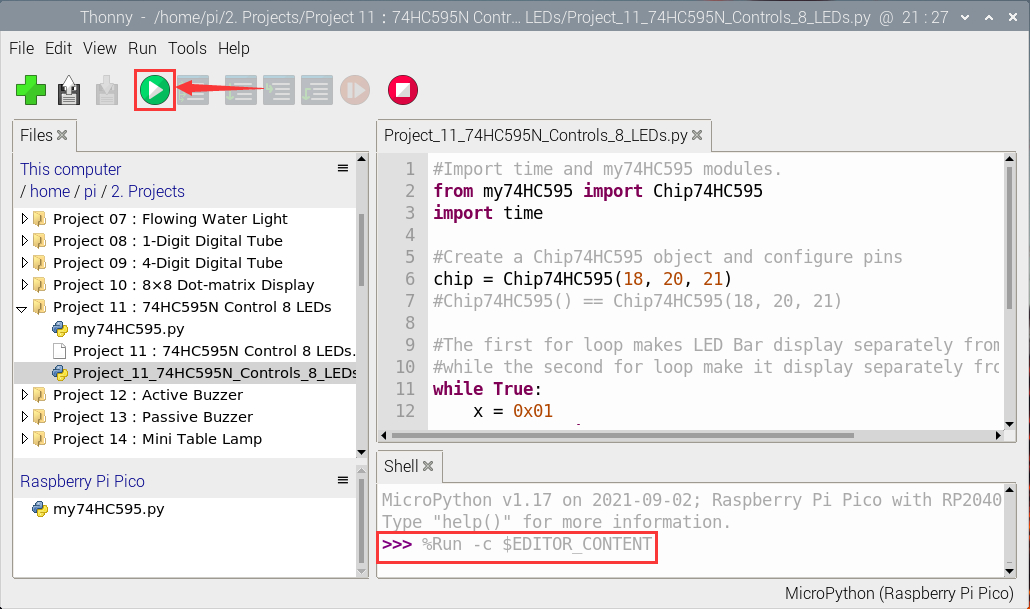 Thonny - /home/pi/2. Projects/Project 11 : 74HC595N Contr... LEDs/Project_11_74HC595N_Controls_8_LEDs.py @ 21 : 27
File Edit View Run Tools Help
Files
Project_11_74HC595N_Controls_8_LEDs.py
This computer
/ home / pi / 2. Projects
Project 07 : Flowing Water Light
Project 08 : 1-Digit Digital Tube
Project 09 : 4-Digit Digital Tube
Project 10 : 8×8 Dot-matrix Display
Project 11 : 74HC595N Control 8 LEDs
my74HC595.py
Project 11 : 74HC595N Control 8 LEDs.
Project_11_74HC595N_Controls_8_LEDs
Project 12 : Active Buzzer
Project 13 : Passive Buzzer
Project 14 : Mini Table Lamp
1 #Import time and my74HC595 modules.
2 from my74HC595 import Chip74HC595
3 import time
4
5 #Create a Chip74HC595 object and configure pins
6 chip = Chip74HC595(18, 20, 21)
7 #Chip74HC595() == Chip74HC595(18, 20, 21)
8
9 #The first for loop makes LED Bar display separately from
10 #while the second for loop make it display separately fro
11 while True:
12 x = 0x01
Raspberry Pi Pico
my74HC595.py
Shell
MicroPython v1.17 on 2021-09-02; Raspberry Pi Pico with RP2040
Type "help()" for more information.
>>> %Run -c $EDITOR_CONTENT
MicroPython (Raspberry Pi Pico)